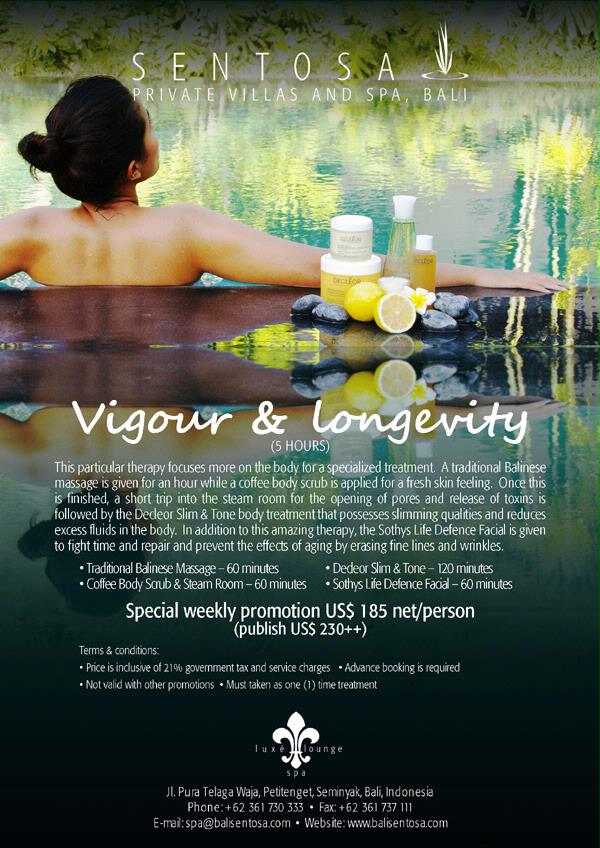 SENTOSA
PRIVATE VILLAS AND SPA, BALI
DECLÉOR
DECLÉOR
Vigour & longevity
(5 HOURS)
This particular therapy focuses more on the body for a specialized treatment. A traditional Balinese
massage is given for an hour while a coffee body scrub is applied for a fresh skin feeling. Once this
is finished, a short trip into the steam room for the opening of pores and release of toxins is
followed by the Decleor Slim & Tone body treatment that possesses slimming qualities and reduces
excess fluids in the body. In addition to this amazing therapy, the Sothys Life Defence Facial is given
to fight time and repair and prevent the effects of aging by erasing fine lines and wrinkles.
• Traditional Balinese Massage – 60 minutes • Decleor Slim & Tone – 120 minutes
• Coffee Body Scrub & Steam Room – 60 minutes • Sothys Life Defence Facial – 60 minutes
Special weekly promotion US$ 185 net/person
(publish US$ 230++)
Terms & conditions:
• Price is inclusive of 21% government tax and service charges • Advance booking is required
• Not valid with other promotions • Must taken as one (1) time treatment
luxé lounge
spa
Jl. Pura Telaga Waja, Petitenget, Seminyak, Bali, Indonesia
Phone: +62 361 730 333 • Fax: +62 361 737 111
E-mail: spa@balisentosa.com • Website: www.balisentosa.com